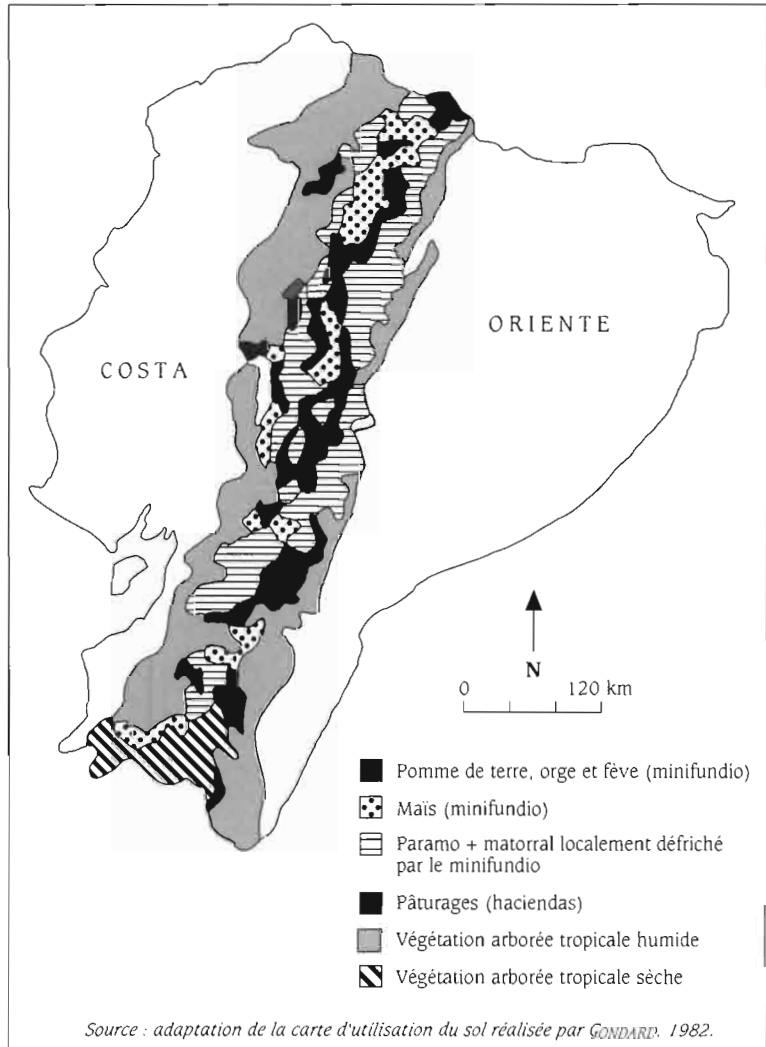 COSTA
ORIENTE
N
0 120 km
Pomme de terre, orge et fève (minifundio)
Maïs (minifundio)
Paramo + matorral localement défriché
par le minifundio
Pâturages (haciendas)
Végétation arborée tropicale humide
Végétation arborée tropicale sèche
Source : adaptation de la carte d'utilisation du sol réalisée par GONDARD. 1982.